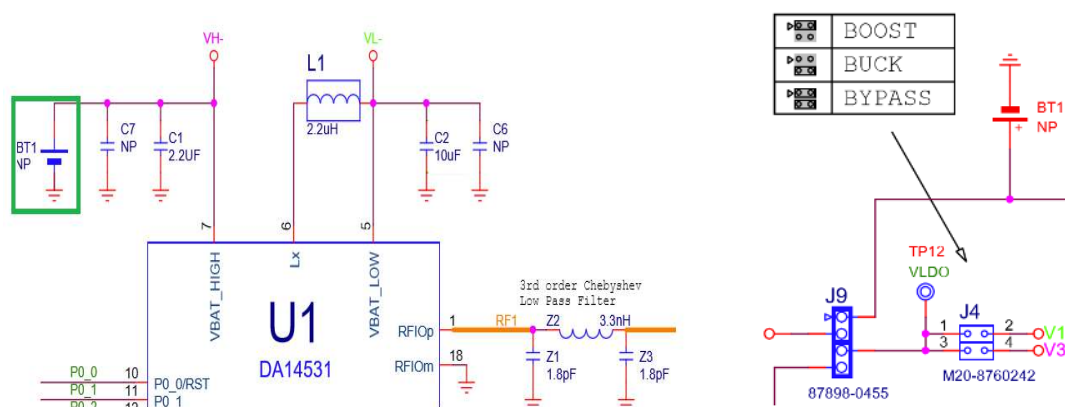 VH-
VL-
L1
2.2uH
BT1
NP
C7
NP
C1
2.2UF
C2
10uF
C6
NP
7
6
5
VBAT_HIGH
Lx
VBAT_LOW
U1
DA14531
RFIOp
RFIOm
1
18
RF1
3rd order Chebyshev
Low Pass Filter
Z2
3.3nH
Z1
1.8pF
Z3
1.8pF
P0_0
10
P0_0/RST
P0_1
11
P0_1
BOOST
BUCK
BYPASS
BT1
NP
+
TP12
VLDO
J9
87898-0455
J4
1
2
V1
3
4
V3
M20-8760242